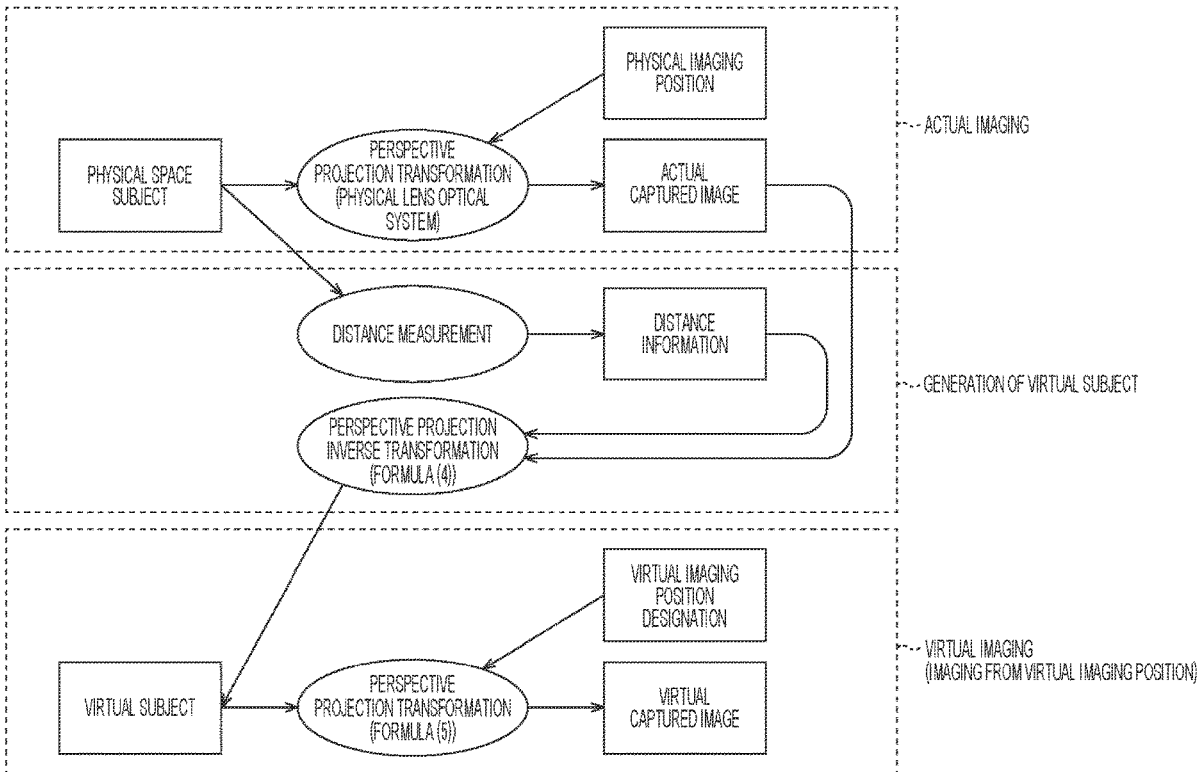 PHYSICAL IMAGING
POSITION
ACTUAL IMAGING
PHYSICAL SPACE
SUBJECT
PERSPECTIVE
PROJECTION TRANSFORMATION
(PHYSICAL LENS OPTICAL
SYSTEM)
ACTUAL
CAPTURED IMAGE
DISTANCE MEASUREMENT
DISTANCE
INFORMATION
GENERATION OF VIRTUAL SUBJECT
PERSPECTIVE PROJECTION
INVERSE TRANSFORMATION
(FORMULA (4))
VIRTUAL IMAGING
POSITION
DESIGNATION
VIRTUAL IMAGING
(IMAGING FROM VIRTUAL IMAGING POSITION)
VIRTUAL SUBJECT
PERSPECTIVE
PROJECTION TRANSFORMATION
(FORMULA (5))
VIRTUAL
CAPTURED IMAGE